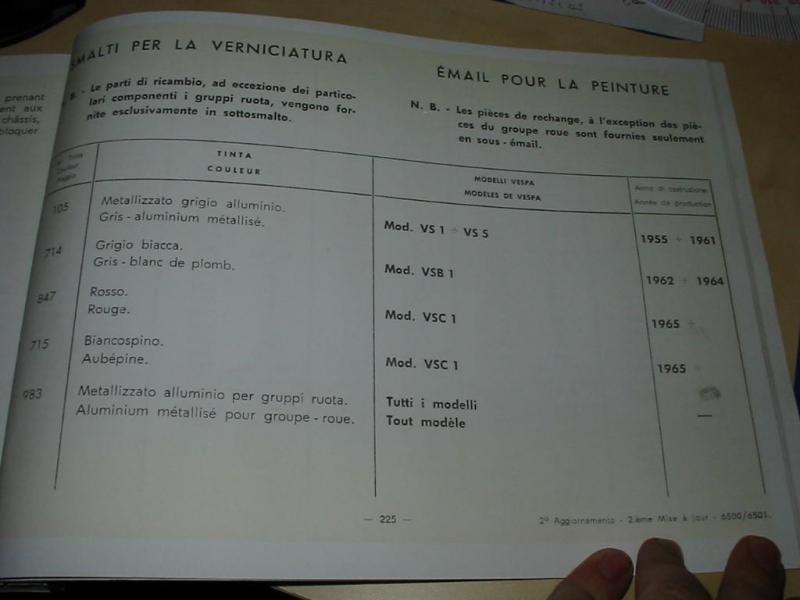 EMALTI PER LA VERNICIATURA
ÉMAIL POUR LA PEINTURE
N. B. - Le parti di ricambio, ad eccezione dei partico-
lari componenti i gruppi ruota, vengono for-
nite esclusivamente in sottosmalto.
N. B. - Les pièces de rechange, à l'exception des piè-
ces du groupe roue sont fournies seulement
en sous - émail.
prenant
ent aux
châssis,
bloquer
TINTA
COULEUR
MODELLI VESPA
MODELES DE VESPA
Anno di costruzione
Année de production
105
Metallizzato grigio alluminio.
Gris - aluminium métallisé.
Mod. VS 1 ÷ VS 5
1955 ÷ 1961
714
Grigio biacca.
Gris - blanc de plomb.
Mod. VSB 1
1962 ÷ 1964
847
Rosso.
Rouge.
Mod. VSC 1
1965 ÷
715
Biancospino.
Aubépine.
Mod. VSC 1
1965
983
Metallizzato alluminio per gruppi ruota.
Aluminium métallisé pour groupe - roue.
Tutti i modelli
Tout modèle
—
— 225 —
2º Aggiornamento - 2.ème Mise à jour - 6500/6501.